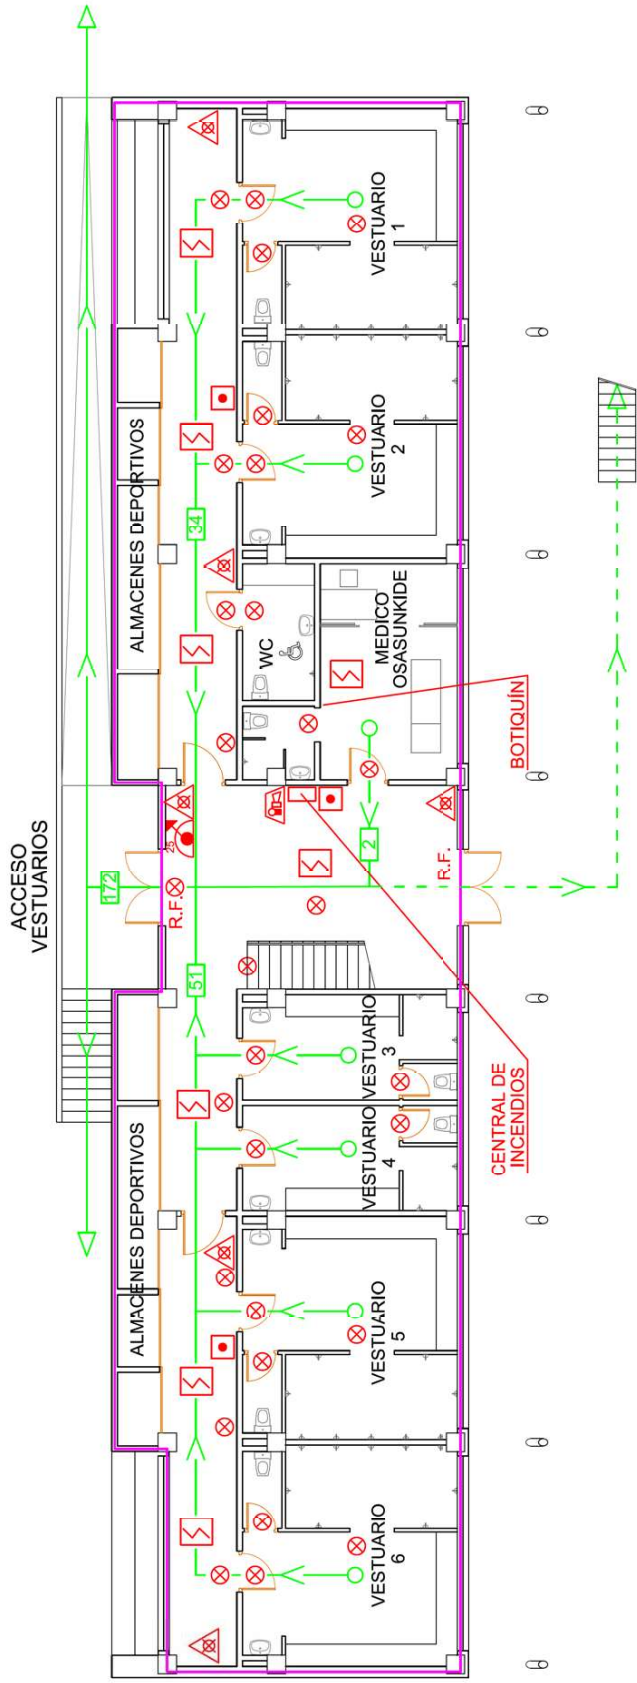 ACCESO
VESTUARIOS
ALMACENES DEPORTIVOS
ALMACENES DEPORTIVOS
172
R.F.
25
51
34
2
R.F.
WC
MEDICO
OSASUNKIDE
VESTUARIO
6
VESTUARIO
5
VESTUARIO
4
VESTUARIO
3
VESTUARIO
2
VESTUARIO
1
CENTRAL DE
INCENDIOS
BOTIQUÍN